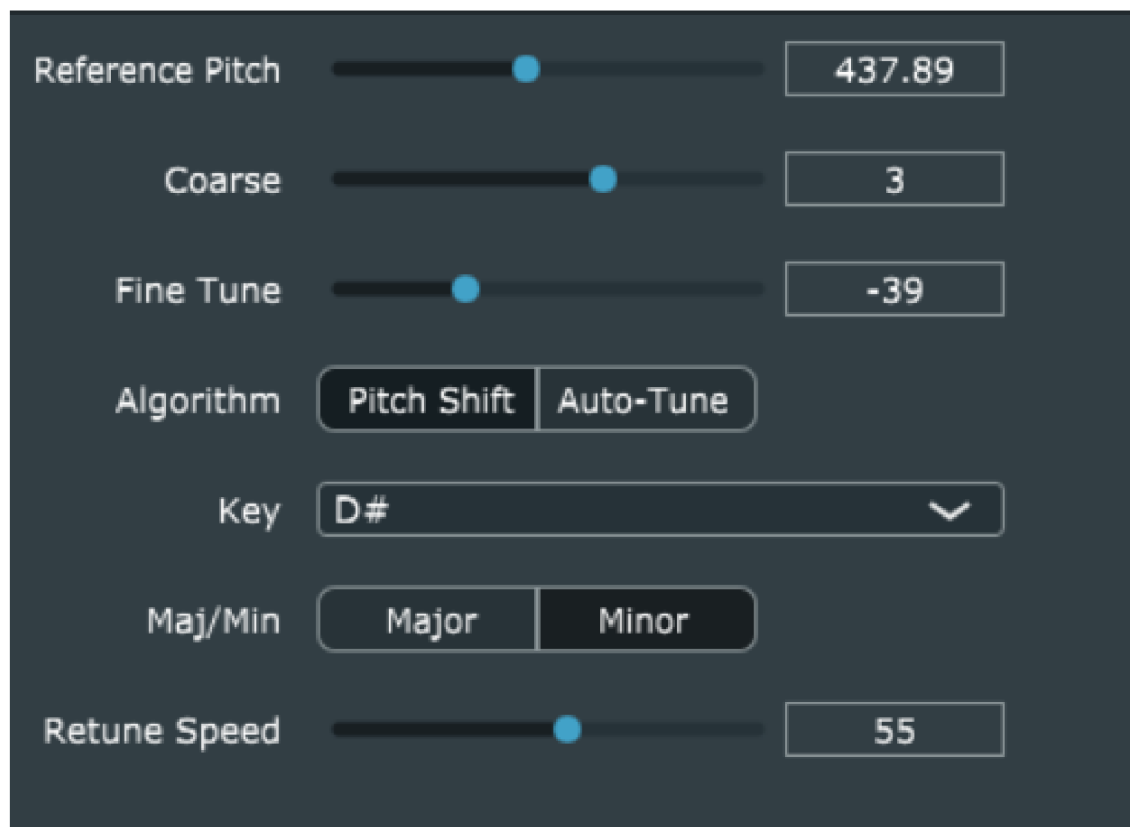 Reference Pitch 437.89
Coarse 3
Fine Tune -39
Algorithm Pitch Shift Auto-Tune
Key D#
Maj/Min Major Minor
Retune Speed 55